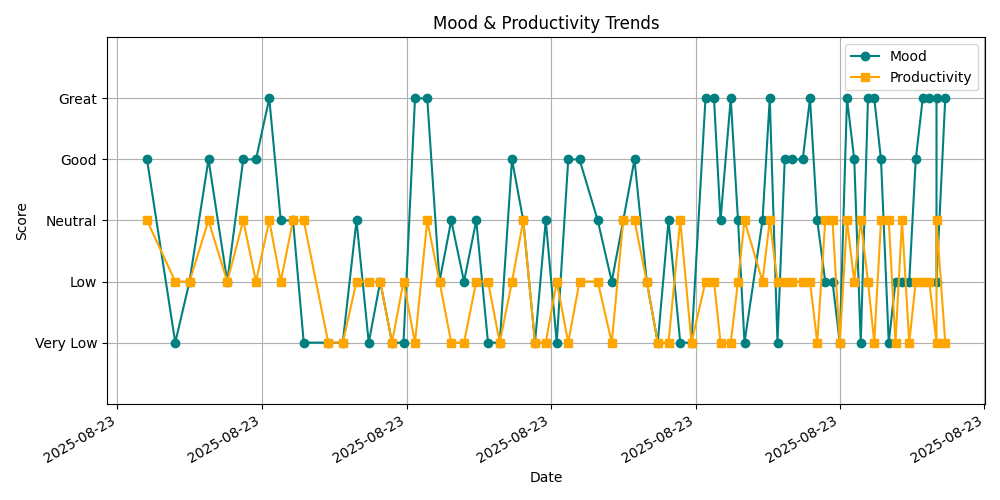 Mood & Productivity Trends
Mood
Productivity
Score
Great
Good
Neutral
Low
Very Low
2025-08-23
2025-08-23
2025-08-23
2025-08-23
2025-08-23
2025-08-23
2025-08-23
Date